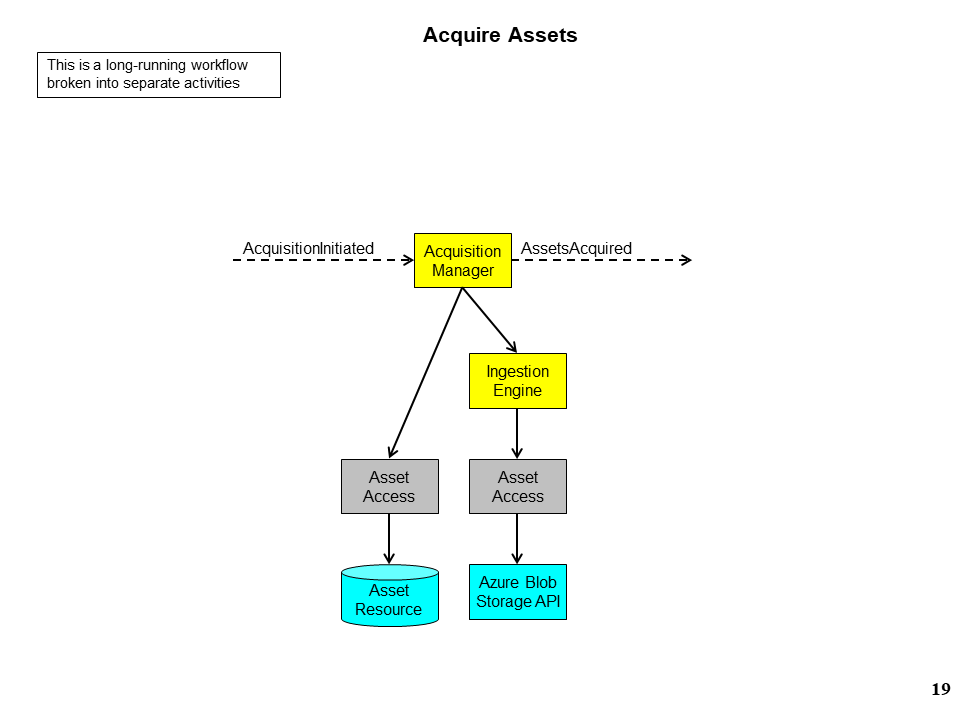 Acquire Assets
This is a long-running workflow
broken into separate activities
AcquisitionInitiated
Acquisition
Manager
AssetsAcquired
Ingestion
Engine
Asset
Access
Asset
Access
Asset
Resource
Azure Blob
Storage API
19